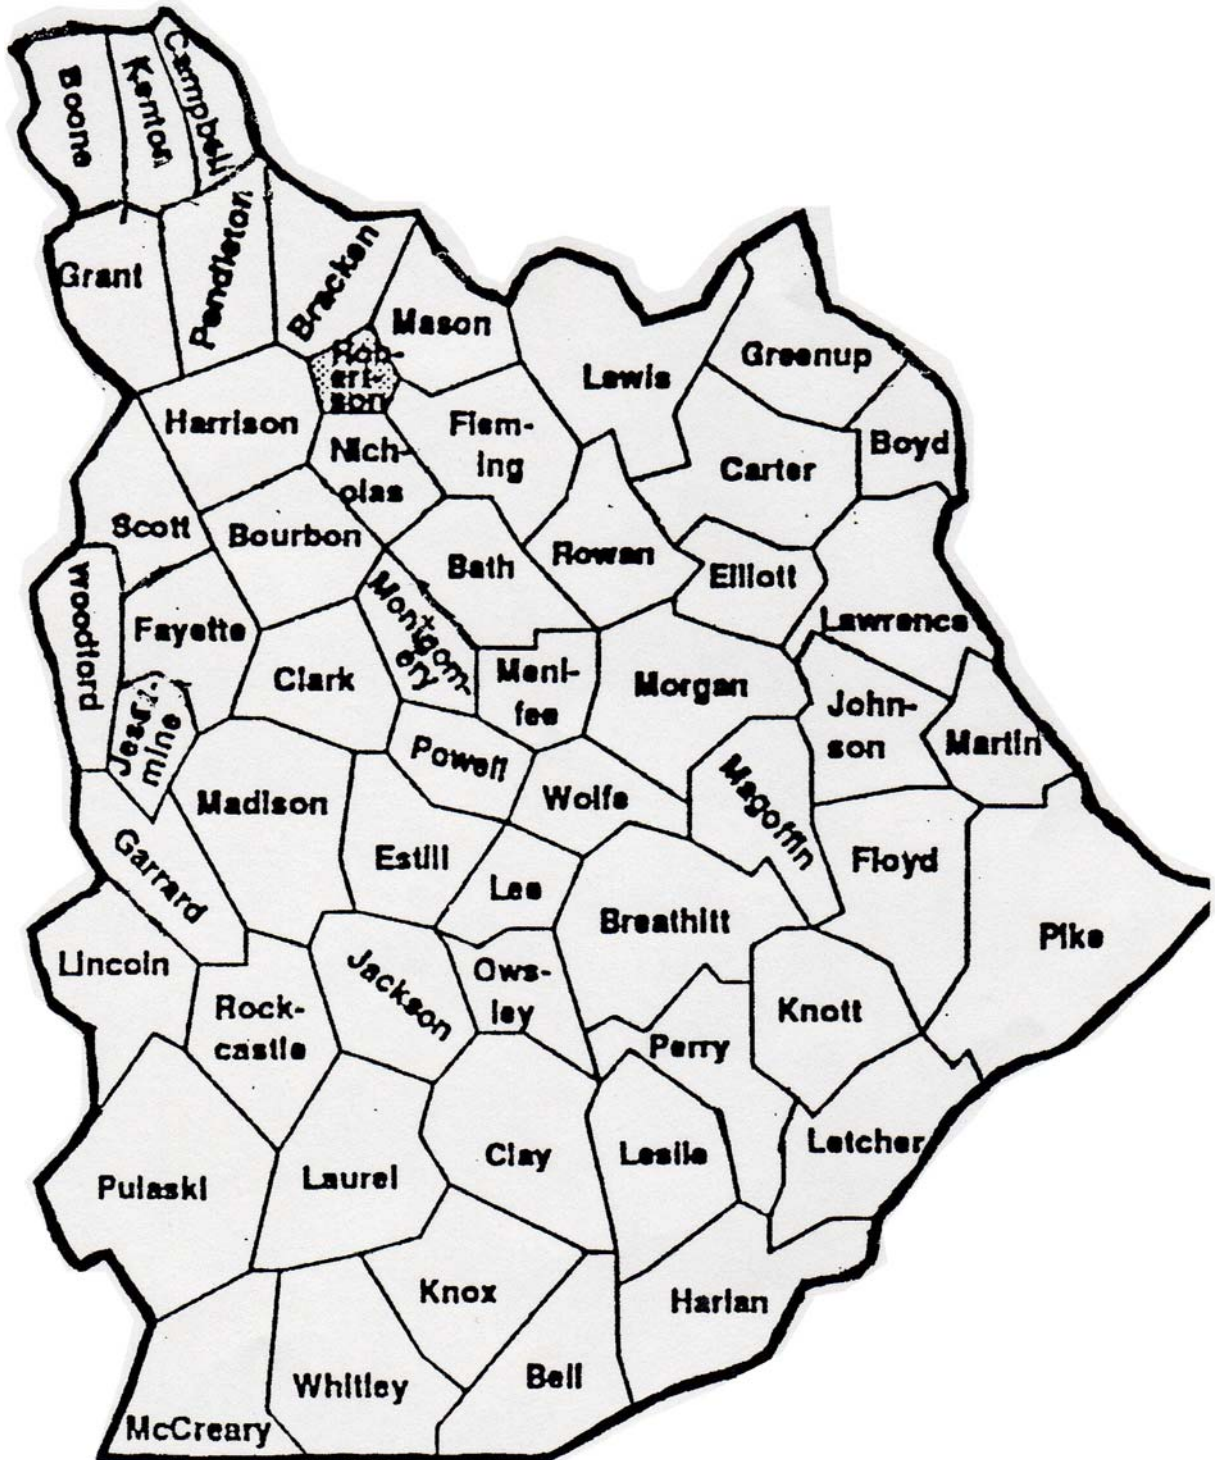 Boone
Kenton
Campbell
Grant
Pendleton
Bracken
Mason
Lewis
Greenup
Rob-
ert-
son
Harrison
Flem-
ing
Nich-
olas
Carter
Boyd
Scott
Bourbon
Bath
Rowan
Elliott
Woodford
Fayette
Montgom-
ery
Lawrence
Clark
Meni-
fee
Morgan
John-
son
Martin
Jessa-
mine
Powell
Madison
Wolfe
Magoffin
Garrard
Estill
Lee
Floyd
Breathitt
Pike
Lincoln
Jackson
Ows-
ley
Rock-
castle
Knott
Perry
Letcher
Clay
Leslie
Pulaski
Laurel
Knox
Harlan
Whitley
Bell
McCreary